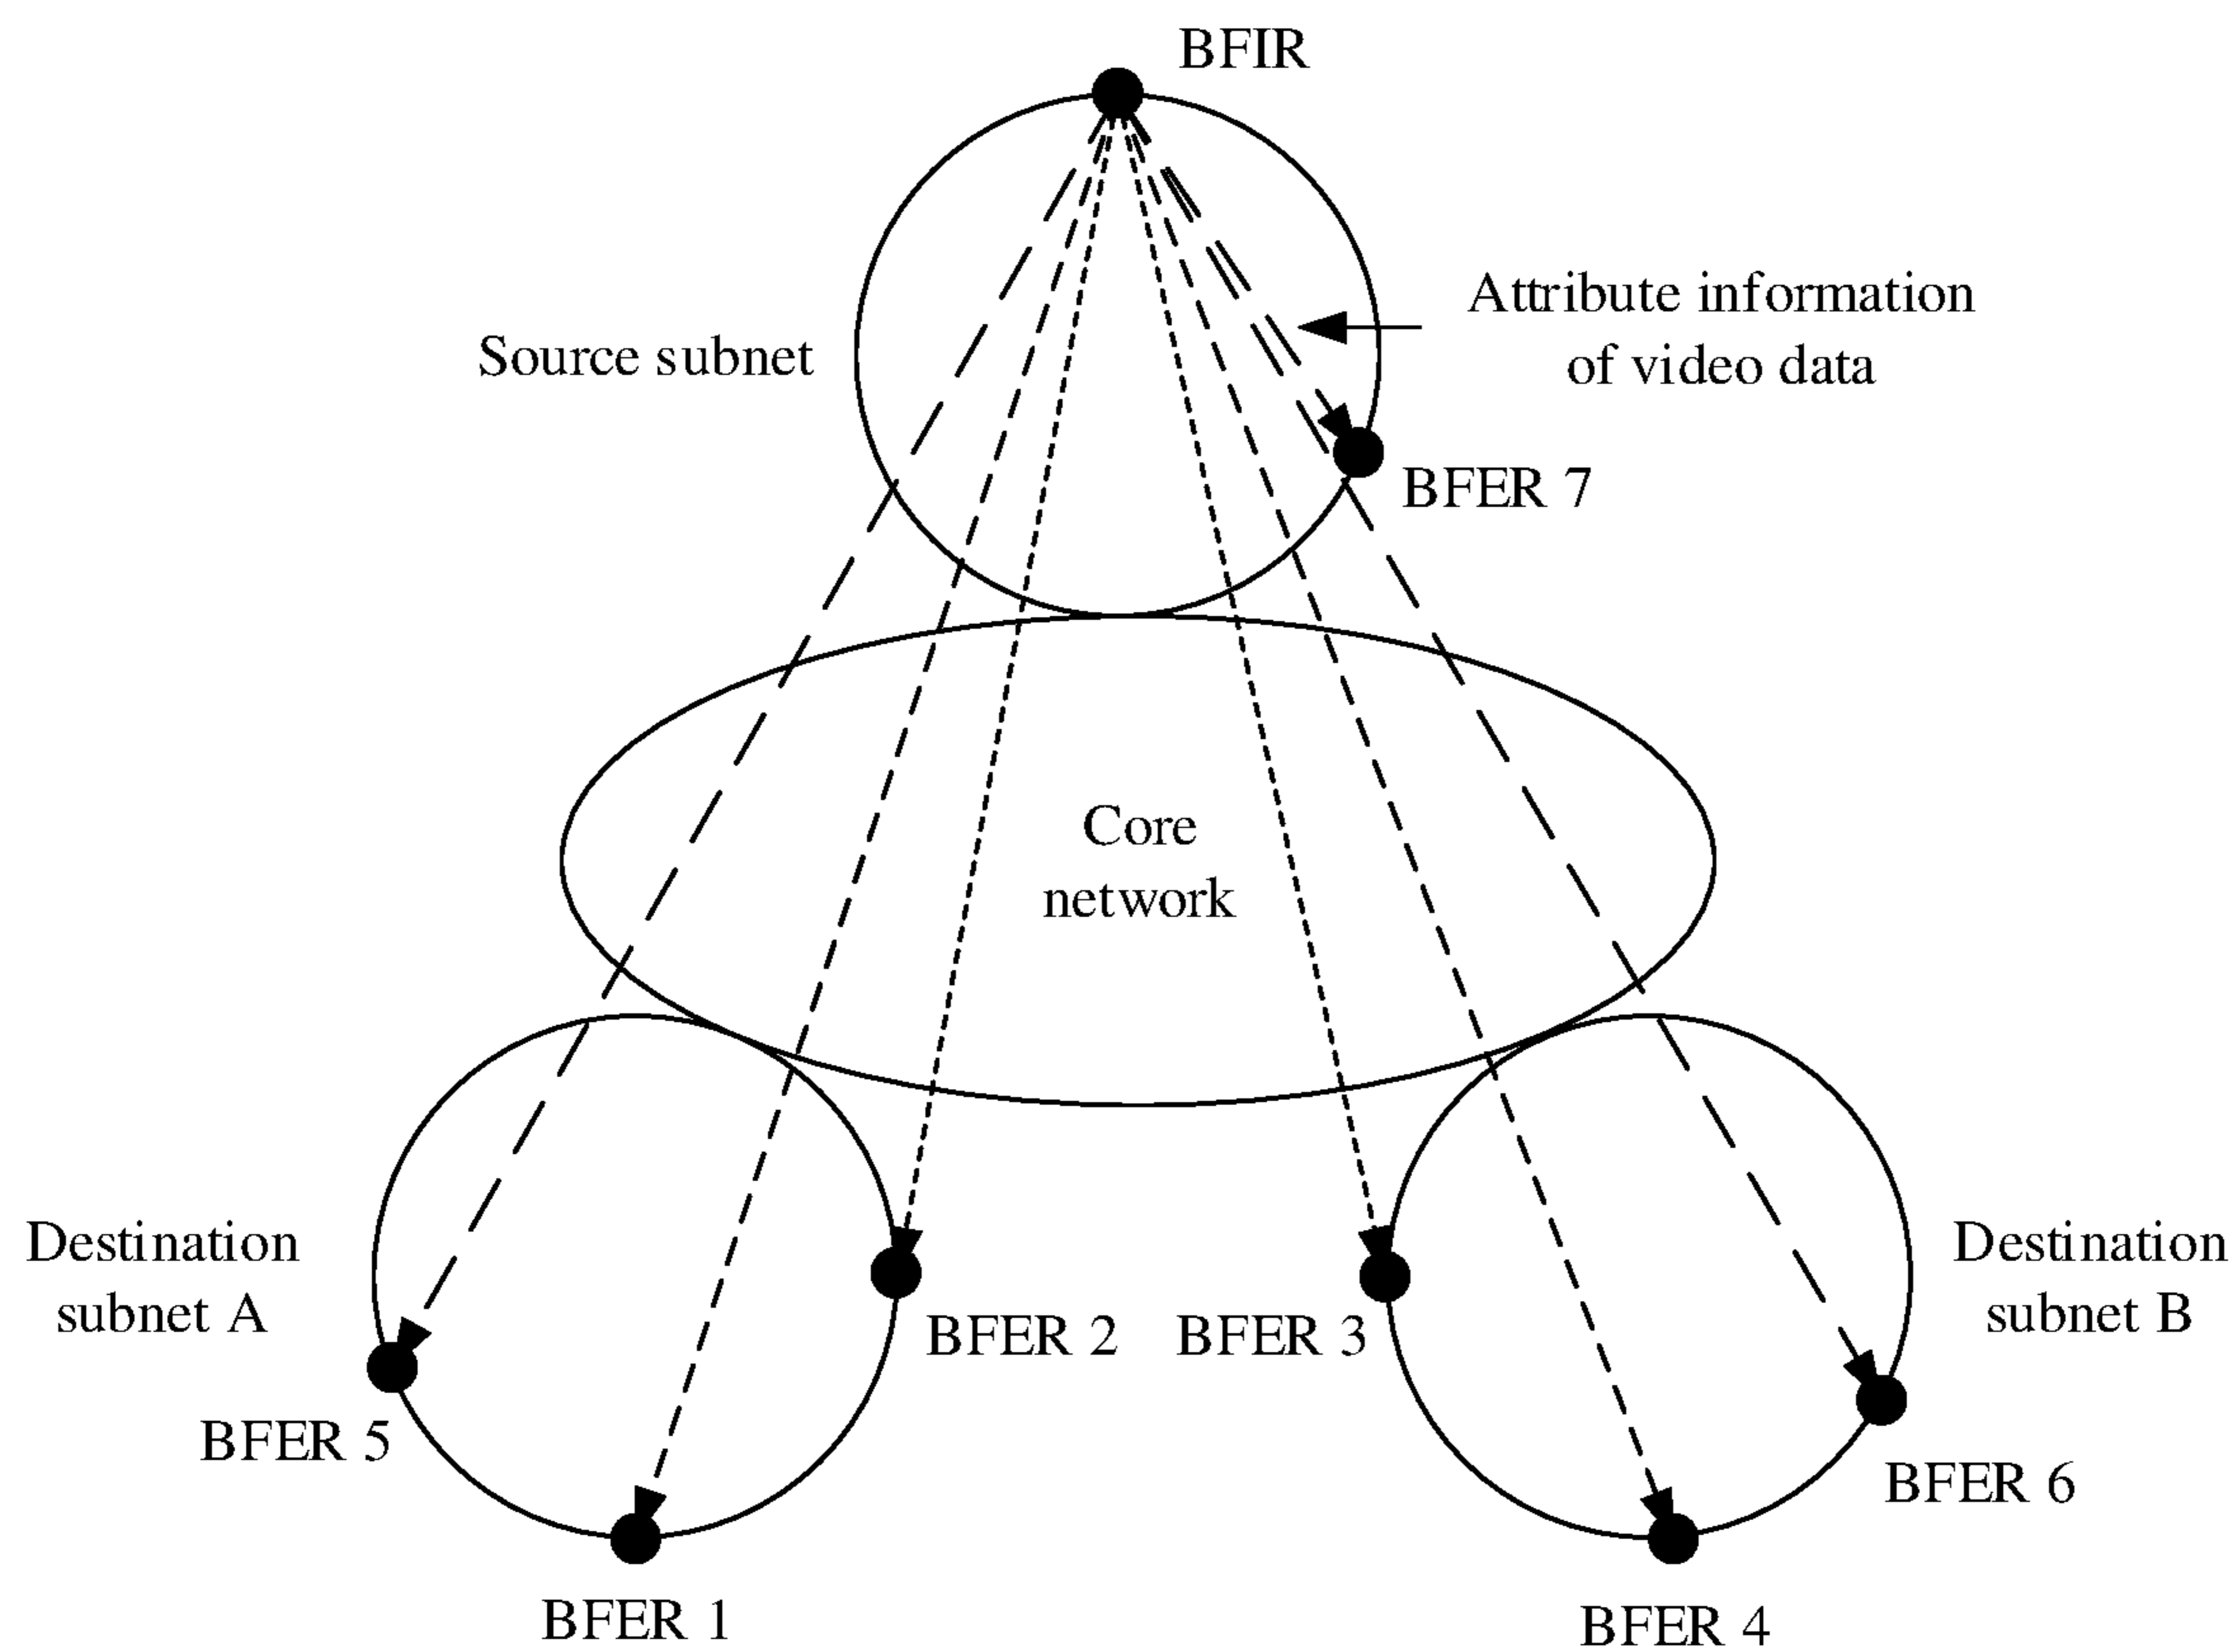 BFIR
Attribute information
of video data
Source subnet
BFER 7
Core
network
Destination
subnet A
Destination
subnet B
BFER 2
BFER 3
BFER 5
BFER 6
BFER 1
BFER 4